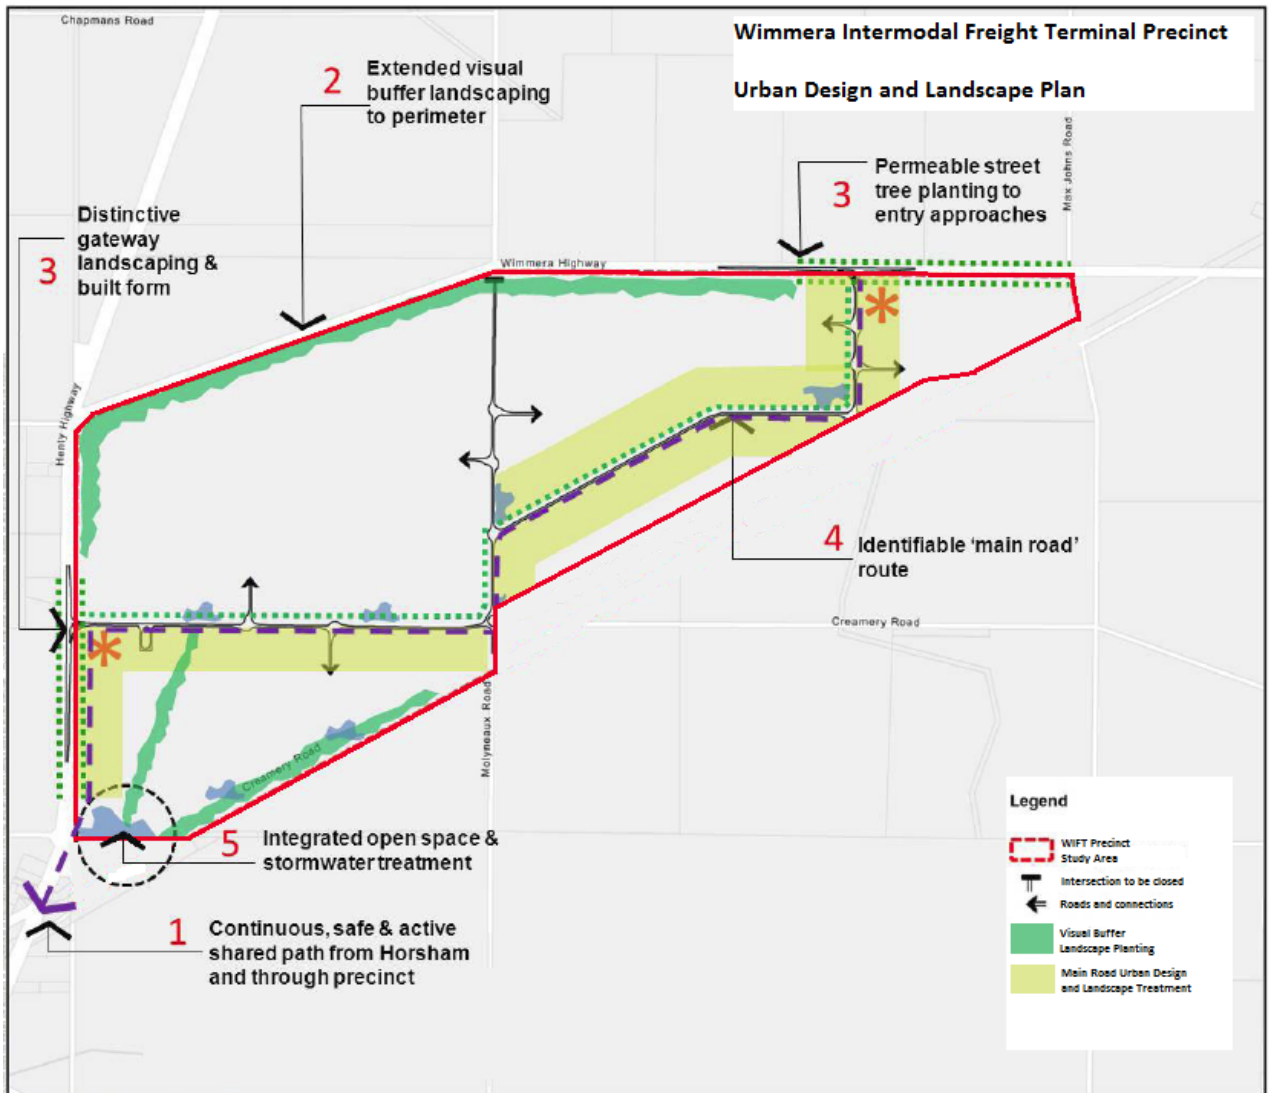 Chapmans Road
Wimmera Intermodal Freight Terminal Precinct
Urban Design and Landscape Plan
2
Extended visual
buffer landscaping
to perimeter
Max Johns Road
3
Permeable street
tree planting to
entry approaches
3
Distinctive
gateway
landscaping &
built form
Wimmera Highway
Henty Highway
4
Identifiable ‘main road’
route
Creamery Road
Molyneaux Road
Creamery Road
5
Integrated open space &
stormwater treatment
1
Continuous, safe & active
shared path from Horsham
and through precinct
Legend
WIFT Precinct
Study Area
Intersection to be closed
Roads and connections
Visual Buffer
Landscape Planting
Main Road Urban Design
and Landscape Treatment